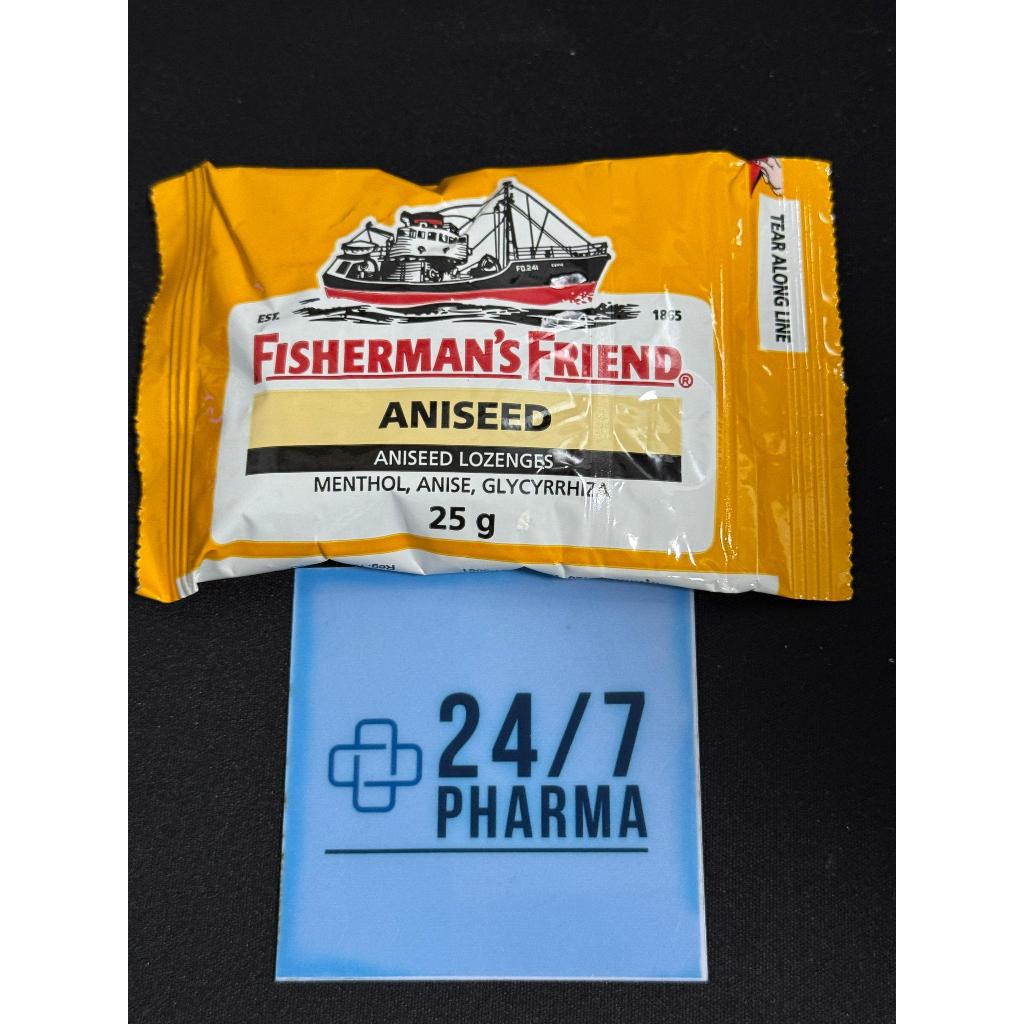 FD.241
EST.
1865
FISHERMAN'S FRIEND®
ANISEED
ANISEED LOZENGES
MENTHOL, ANISE, GLYCYRRHIZA
25 g
TEAR ALONG LINE
24/7
PHARMA